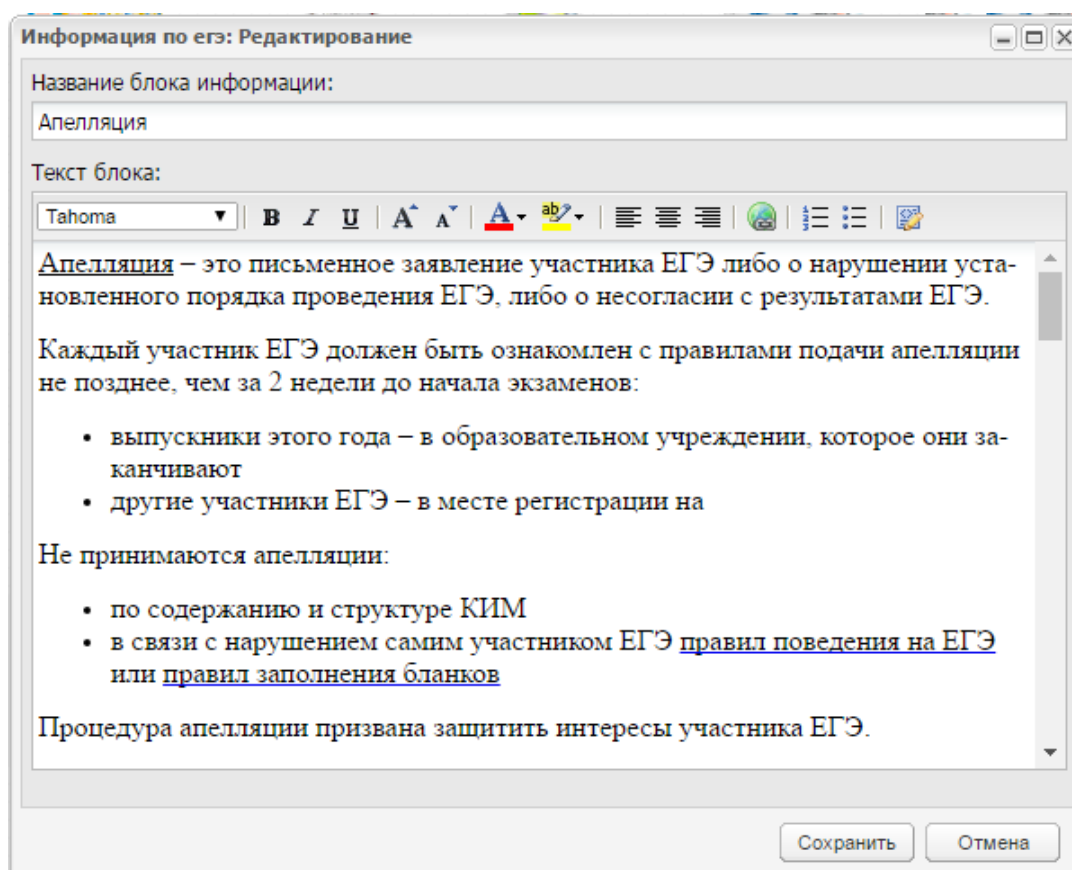 Информация по егэ: Редактирование
Название блока информации:
Апелляция
Текст блока:
Tahoma
Апелляция – это письменное заявление участника ЕГЭ либо о нарушении уста-
новленного порядка проведения ЕГЭ, либо о несогласии с результатами ЕГЭ.
Каждый участник ЕГЭ должен быть ознакомлен с правилами подачи апелляции
не позднее, чем за 2 недели до начала экзаменов:
• выпускники этого года – в образовательном учреждении, которое они за-
канчивают
• другие участники ЕГЭ – в месте регистрации на
Не принимаются апелляции:
• по содержанию и структуре КИМ
• в связи с нарушением самим участником ЕГЭ правил поведения на ЕГЭ
или правил заполнения бланков
Процедура апелляции призвана защитить интересы участника ЕГЭ.
Сохранить Отмена